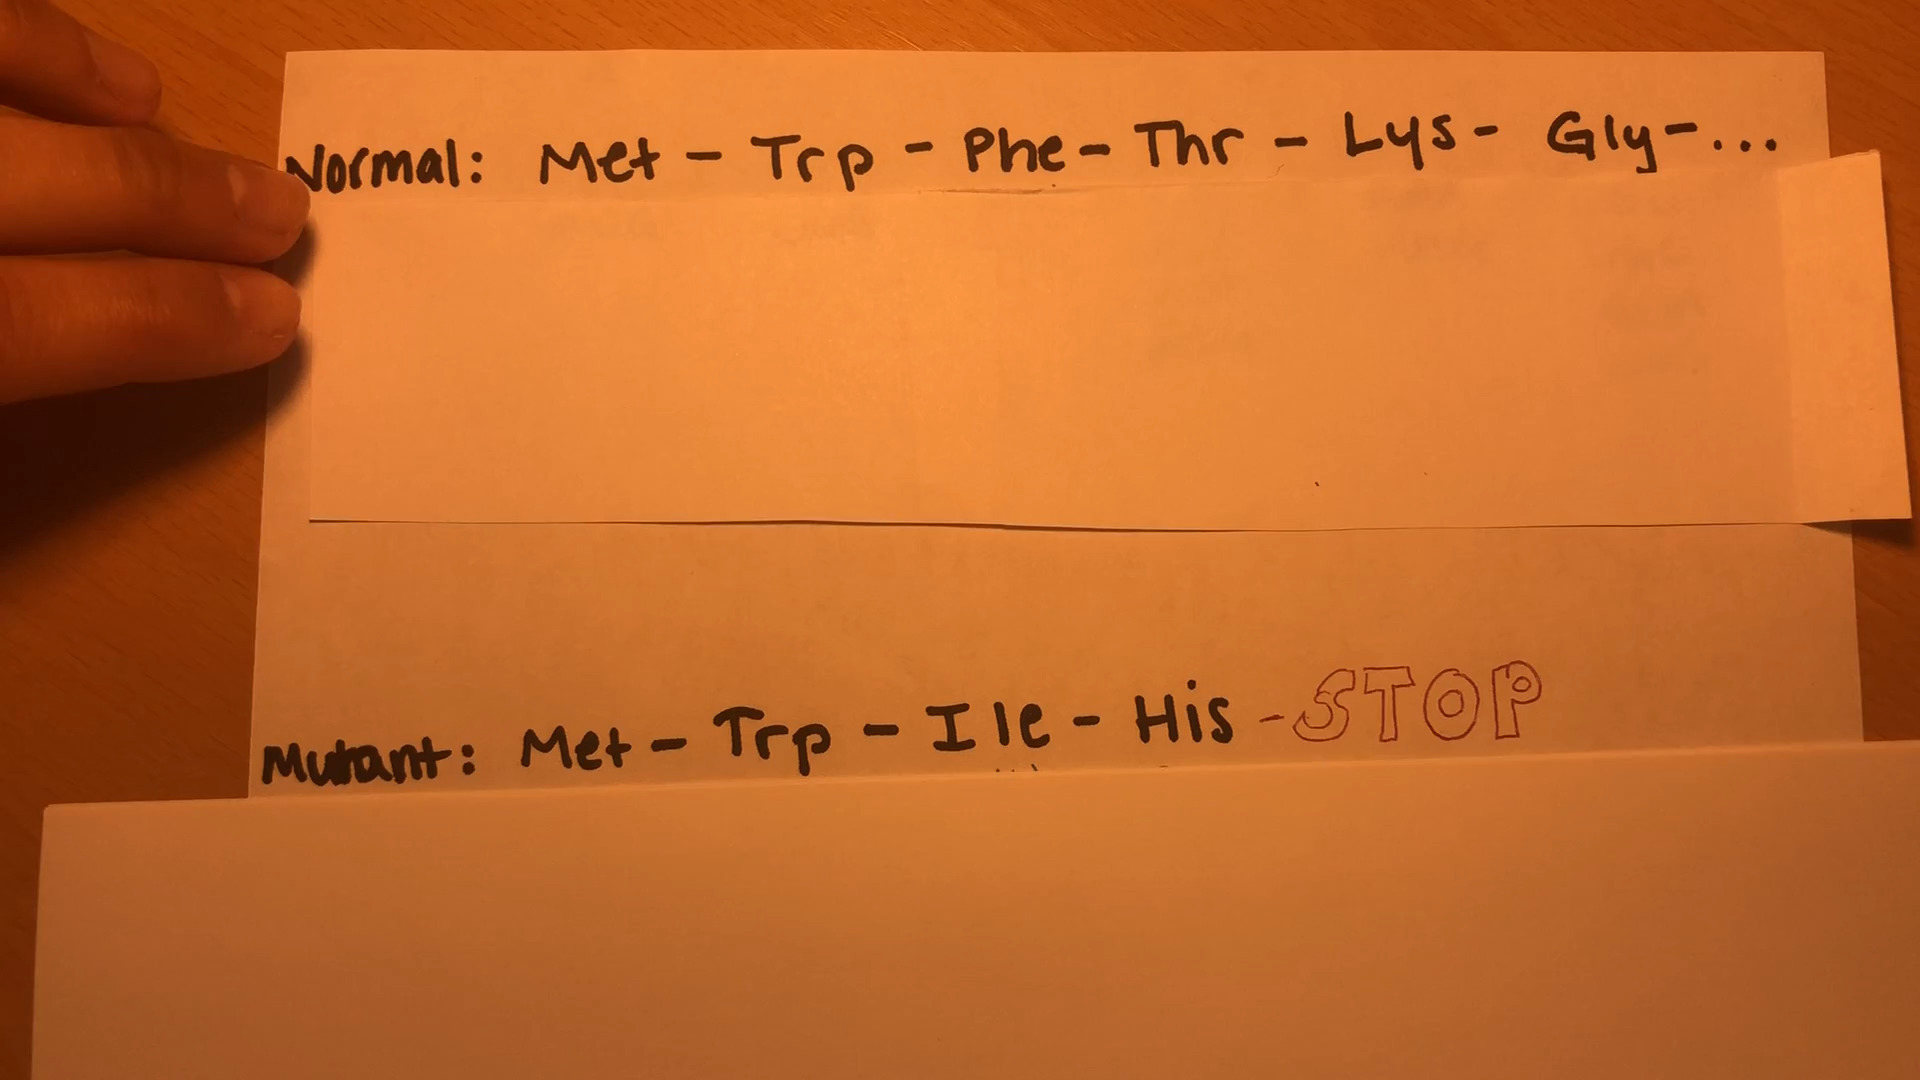 Normal: Met - Trp - Phe - Thr - Lys - Gly - ...
Mutant: Met - Trp - Ile - His - STOP